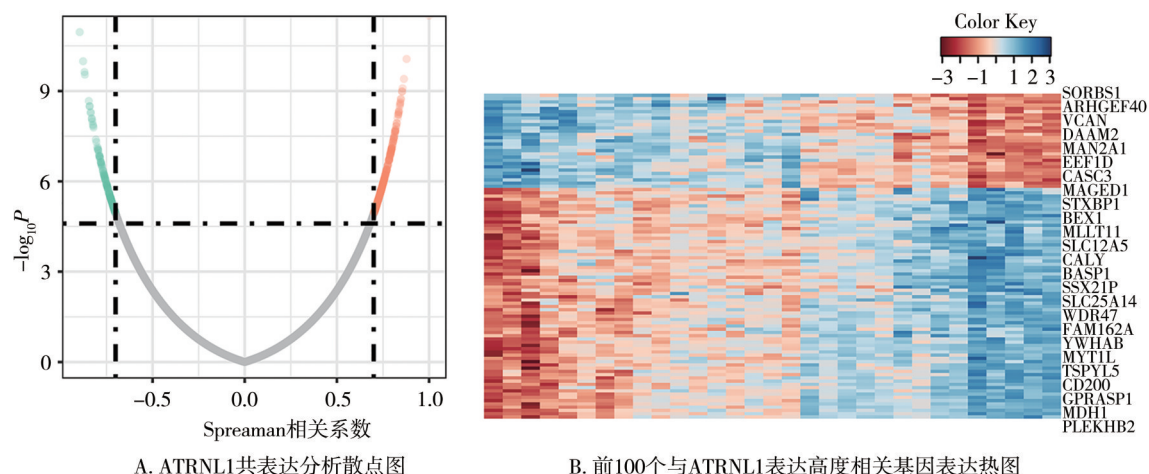 9
6
3
0
-log₁₀P
-0.5
0.0
0.5
1.0
Spreaman相关系数
A. ATRNL1共表达分析散点图
Color Key
-3 -1 1 2 3
SORBS1
ARHGEF40
VCAN
DAAM2
MAN2A1
EEF1D
CASC3
MAGED1
STXBP1
BEX1
MLLT11
SLC12A5
CALY
BASP1
SSX21P
SLC25A14
WDR47
FAM162A
YWHAB
MYT1L
TSPYL5
CD200
GPRASP1
MDH1
PLEKHB2
B. 前100个与ATRNL1表达高度相关基因表达热图